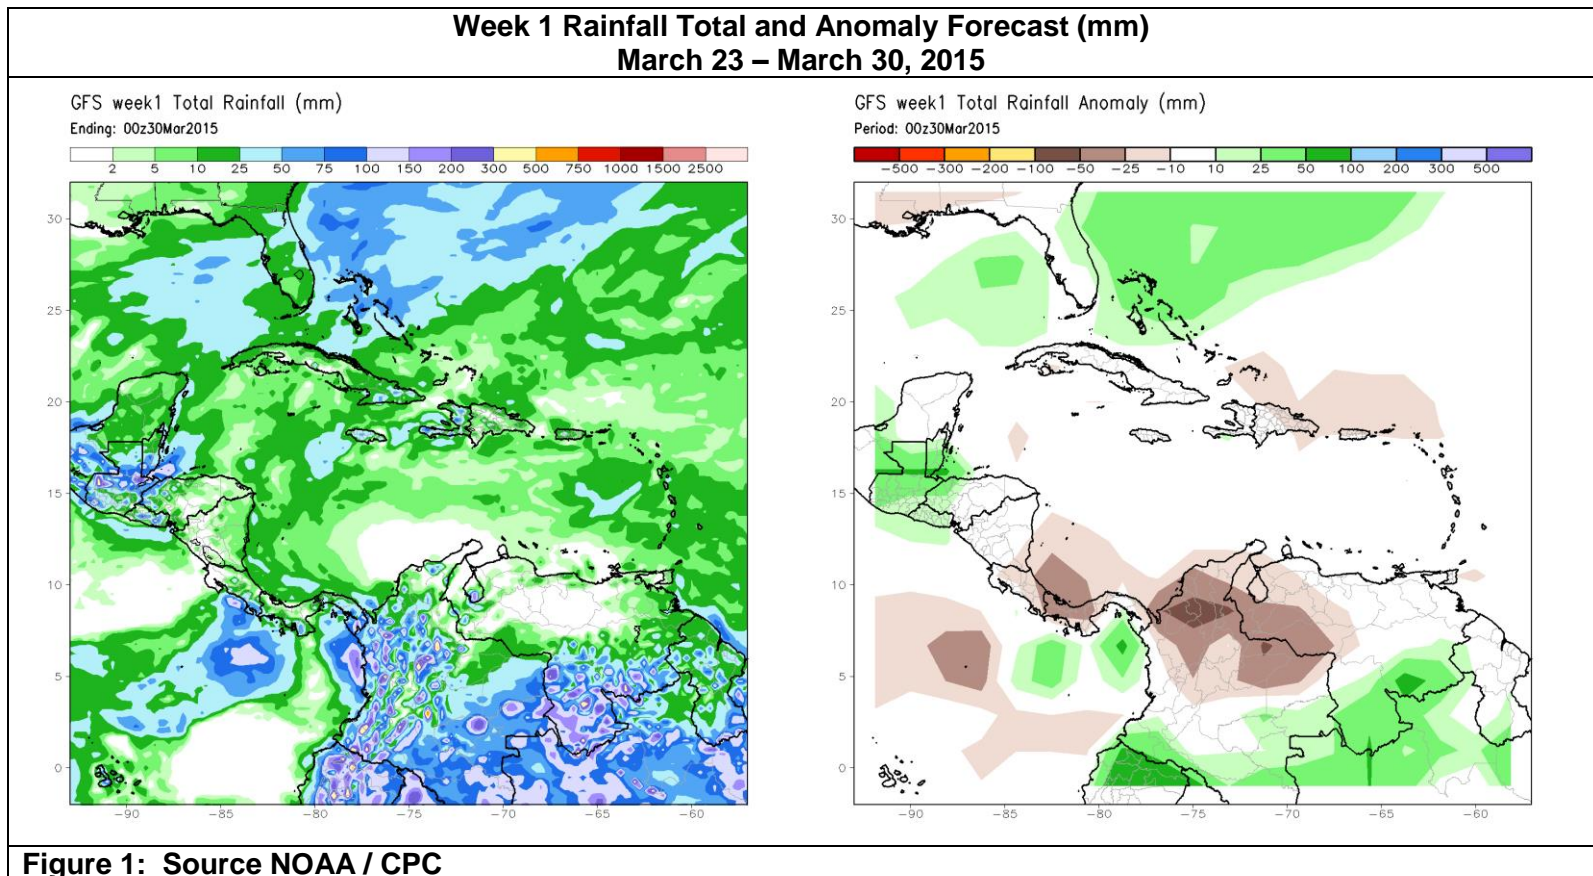 Week 1 Rainfall Total and Anomaly Forecast (mm)
March 23 – March 30, 2015
GFS week1 Total Rainfall (mm)
Ending: 00z30Mar2015
2 5 10 25 50 75 100 150 200 300 500 750 1000 1500 2500
30
25
20
15
10
5
0
-90 -85 -80 -75 -70 -65 -60
GFS week1 Total Rainfall Anomaly (mm)
Period: 00z30Mar2015
-500 -300 -200 -100 -50 -25 -10 10 25 50 100 200 300 500
30
25
20
15
10
5
0
-90 -85 -80 -75 -70 -65 -60
Figure 1: Source NOAA / CPC